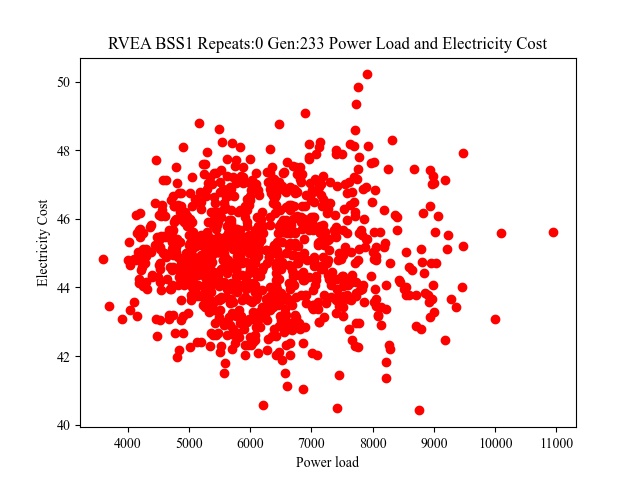 RVEA BSS1 Repeats:0 Gen:233 Power Load and Electricity Cost
Electricity Cost
50
48
46
44
42
40
4000 5000 6000 7000 8000 9000 10000 11000
Power load